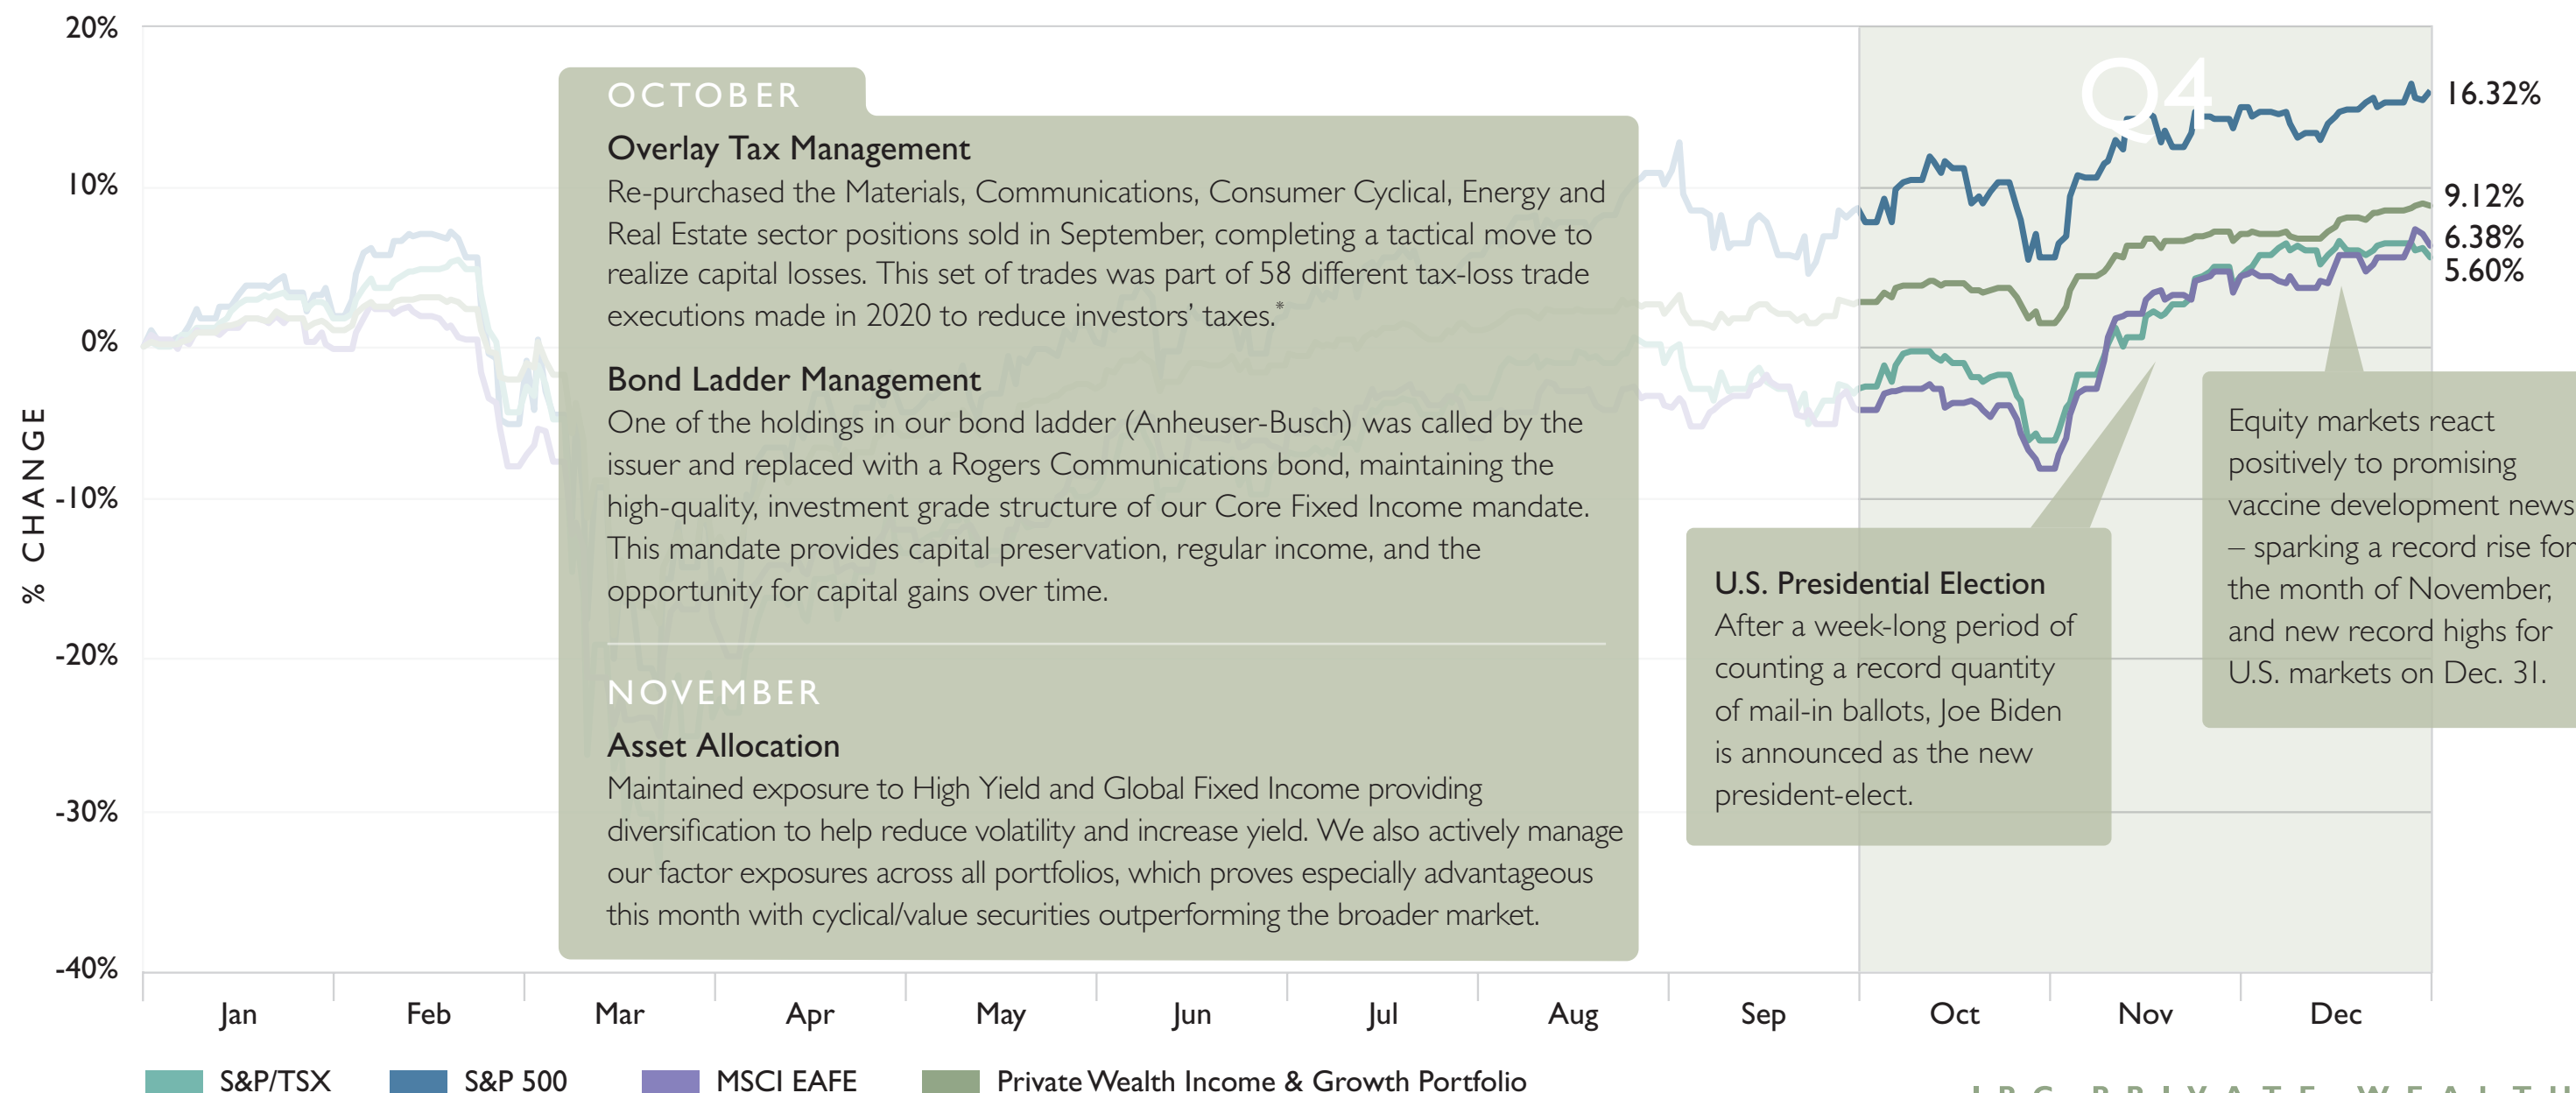 20%
10%
0%
-10%
-20%
-30%
-40%
% CHANGE
OCTOBER
Overlay Tax Management
Re-purchased the Materials, Communications, Consumer Cyclical, Energy and
Real Estate sector positions sold in September, completing a tactical move to
realize capital losses. This set of trades was part of 58 different tax-loss trade
executions made in 2020 to reduce investors' taxes.*
Bond Ladder Management
One of the holdings in our bond ladder (Anheuser-Busch) was called by the
issuer and replaced with a Rogers Communications bond, maintaining the
high-quality, investment grade structure of our Core Fixed Income mandate.
This mandate provides capital preservation, regular income, and the
opportunity for capital gains over time.
NOVEMBER
Asset Allocation
Maintained exposure to High Yield and Global Fixed Income providing
diversification to help reduce volatility and increase yield. We also actively manage
our factor exposures across all portfolios, which proves especially advantageous
this month with cyclical/value securities outperforming the broader market.
Q4
16.32%
9.12%
6.38%
5.60%
U.S. Presidential Election
After a week-long period of
counting a record quantity
of mail-in ballots, Joe Biden
is announced as the new
president-elect.
Equity markets react
positively to promising
vaccine development news
– sparking a record rise for
the month of November,
and new record highs for
U.S. markets on Dec. 31.
Jan Feb Mar Apr May Jun Jul Aug Sep Oct Nov Dec
S&P/TSX S&P 500 MSCI EAFE Private Wealth Income & Growth Portfolio